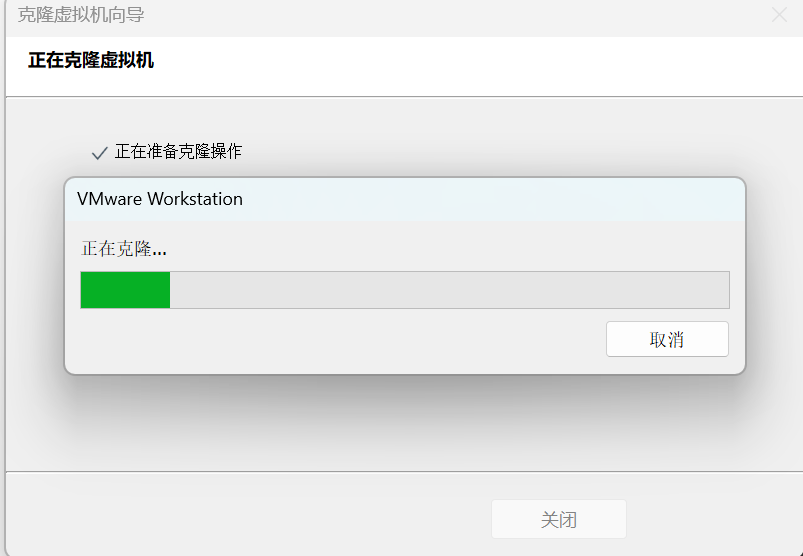 克隆虚拟机向导
正在克隆虚拟机
正在准备克隆操作
VMware Workstation
正在克隆...
取消
关闭